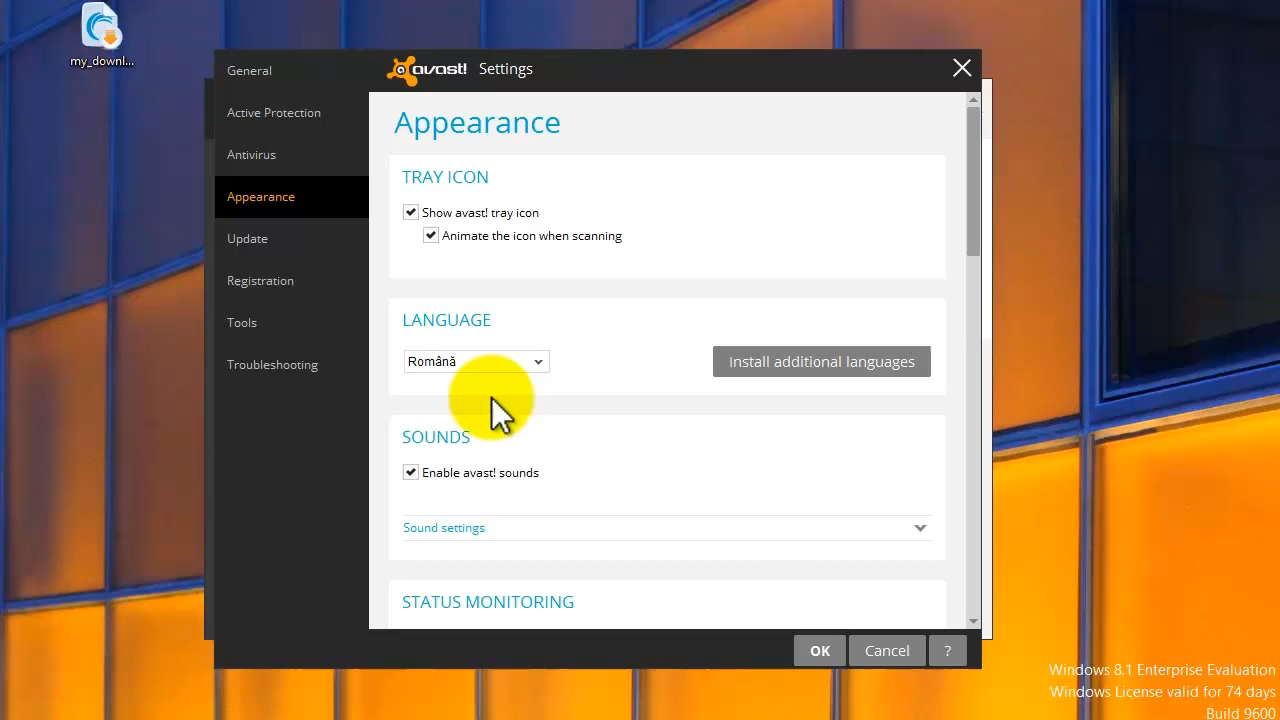 my_downl...
avast! Settings
General
Active Protection
Antivirus
Appearance
Update
Registration
Tools
Troubleshooting
Appearance
TRAY ICON
Show avast! tray icon
Animate the icon when scanning
LANGUAGE
Română
Install additional languages
SOUNDS
Enable avast! sounds
Sound settings
STATUS MONITORING
OK Cancel ?
Windows 8.1 Enterprise Evaluation
Windows License valid for 74 days
Build 9600